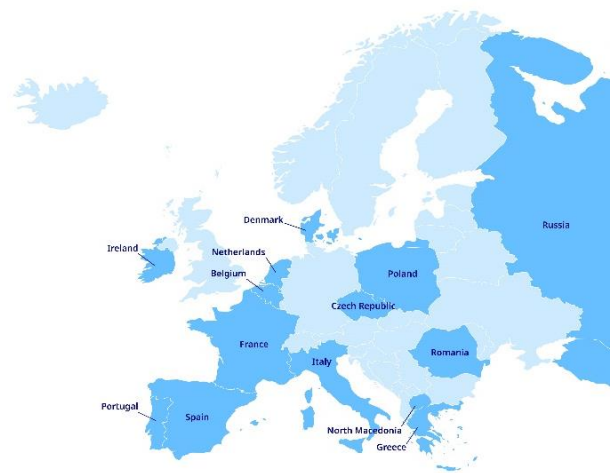 Denmark
Russia
Ireland
Netherlands
Belgium
Poland
Czech Republic
France
Romania
Italy
Portugal
Spain
North Macedonia
Greece